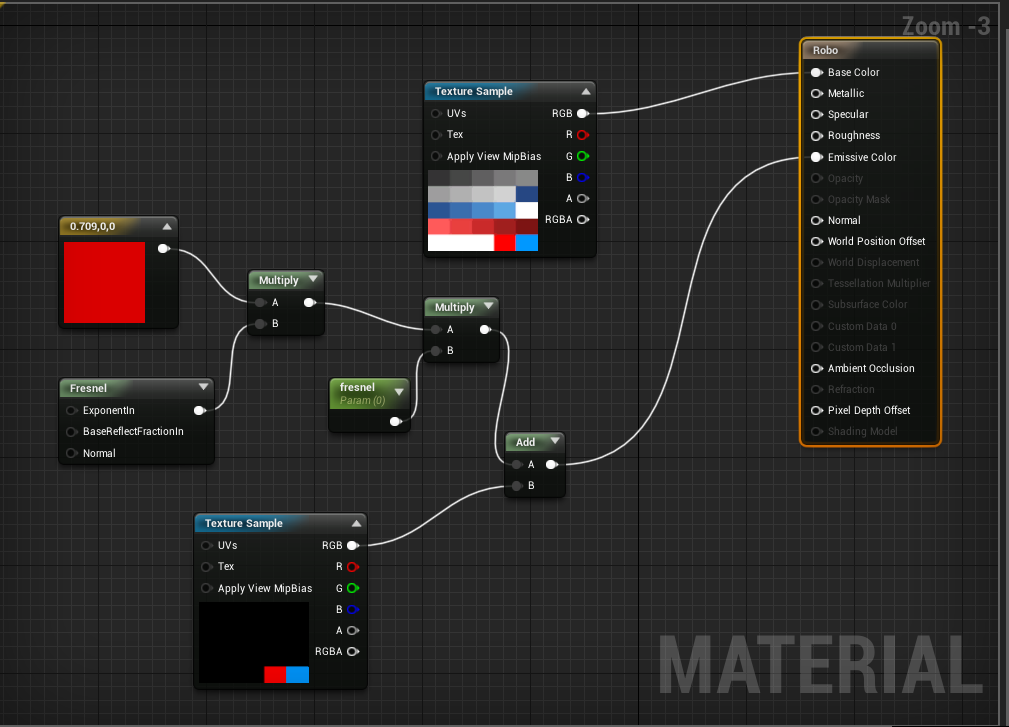 Zoom -3
Robo
Base Color
Metallic
Specular
Roughness
Emissive Color
Opacity
Opacity Mask
Normal
World Position Offset
World Displacement
Tessellation Multiplier
Subsurface Color
Custom Data 0
Custom Data 1
Ambient Occlusion
Refraction
Pixel Depth Offset
Shading Model
Texture Sample
UVs RGB
Tex R
Apply View MipBias G
B
A
RGBA
0.709,0,0
Multiply
A
B
Fresnel
ExponentIn
BaseReflectFractionIn
Normal
Multiply
A
B
fresnel
Param (0)
Add
A
B
Texture Sample
UVs RGB
Tex R
Apply View MipBias G
B
A
RGBA
MATERIAL